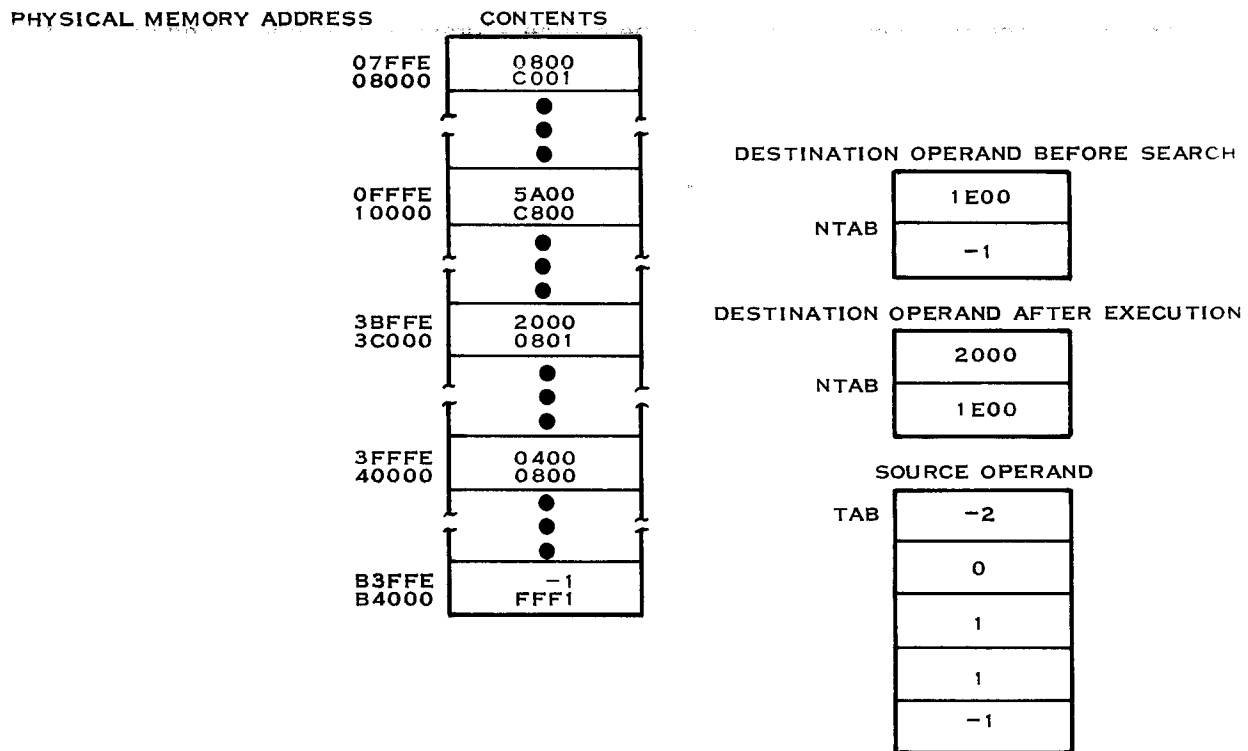 PHYSICAL MEMORY ADDRESS CONTENTS
07FFE 0800
08000 C001
0FFFE 5A00
10000 C800
3BFFE 2000
3C000 0801
3FFFE 0400
40000 0800
B3FFE -1
B4000 FFF1
DESTINATION OPERAND BEFORE SEARCH
1E00
NTAB
-1
DESTINATION OPERAND AFTER EXECUTION
2000
NTAB
1E00
SOURCE OPERAND
TAB -2
0
1
1
-1